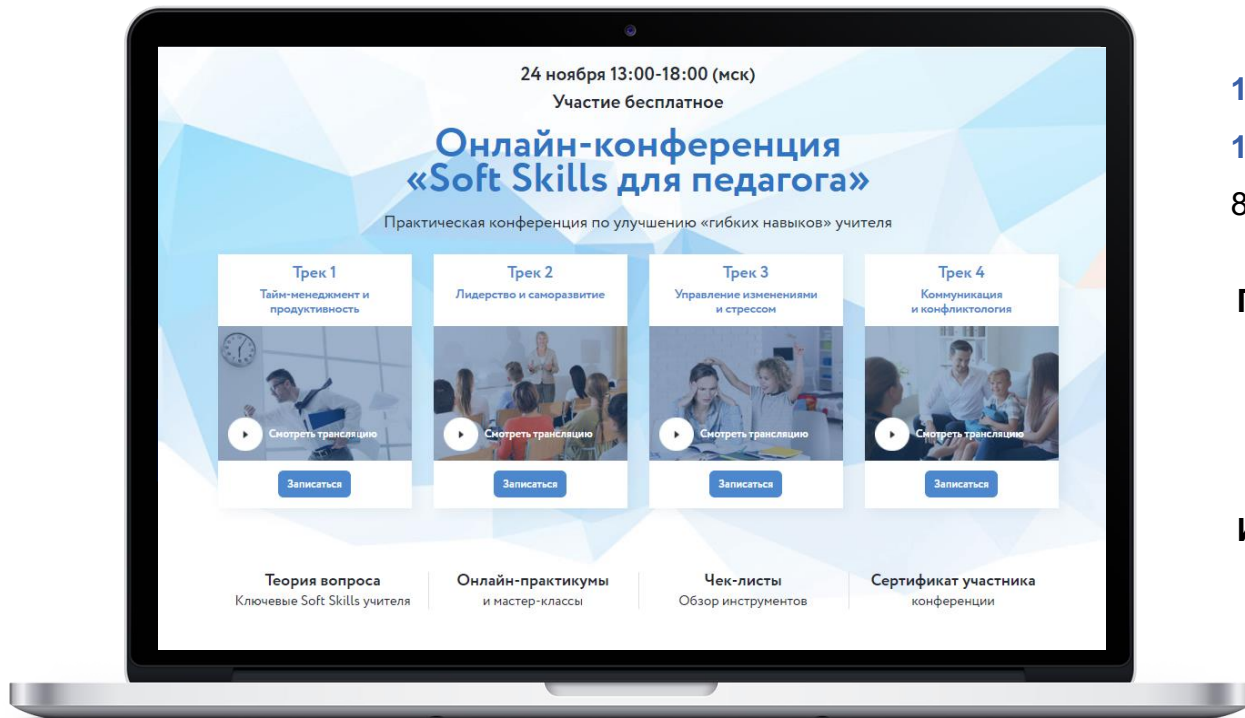 24 ноября 13:00-18:00 (мск)
Участие бесплатное
Онлайн-конференция
«Soft Skills для педагога»
Практическая конференция по улучшению «гибких навыков» учителя
Трек 1
Тайм-менеджмент и
продуктивность
Смотреть трансляцию
Записаться
Трек 2
Лидерство и саморазвитие
Смотреть трансляцию
Записаться
Трек 3
Управление изменениями
и стрессом
Смотреть трансляцию
Записаться
Трек 4
Коммуникация
и конфликтология
Смотреть трансляцию
Записаться
Теория вопроса
Ключевые Soft Skills учителя
Онлайн-практикумы
и мастер-классы
Чек-листы
Обзор инструментов
Сертификат участника
конференции
1
1
8